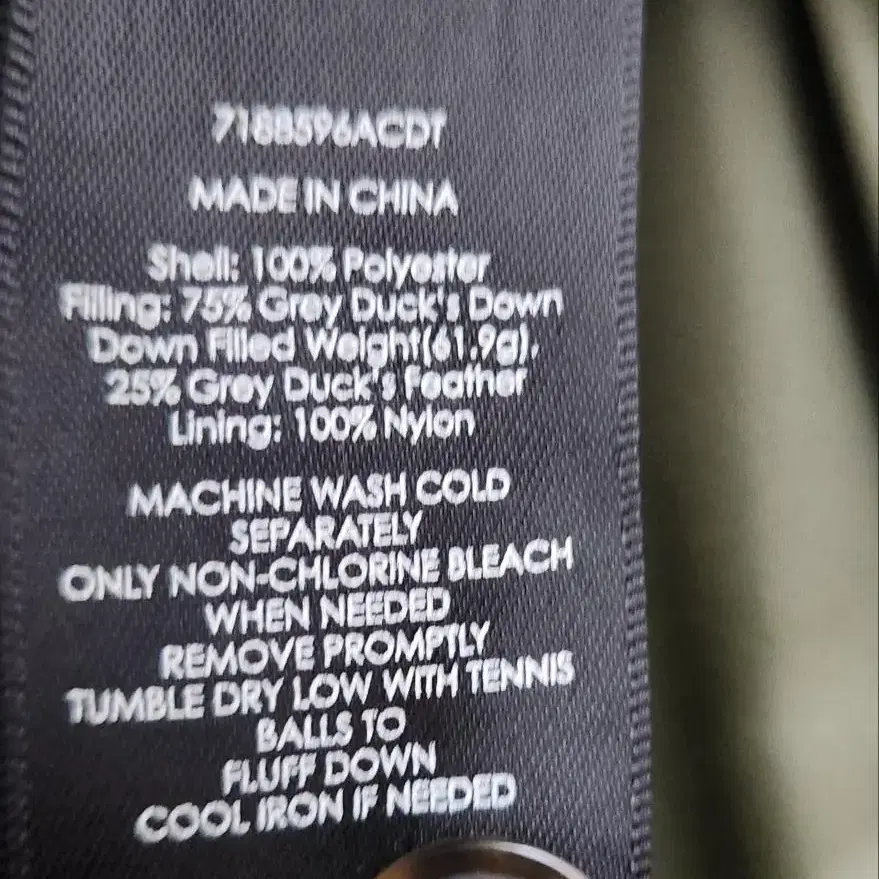 718B596ACDT
MADE IN CHINA
Shell: 100% Polyester
Filling: 75% Grey Duck's Down
Down Filled Weight(61.9g),
25% Grey Duck's Feather
Lining: 100% Nylon
MACHINE WASH COLD
SEPARATELY
ONLY NON-CHLORINE BLEACH
WHEN NEEDED
REMOVE PROMPTLY
TUMBLE DRY LOW WITH TENNIS
BALLS TO
FLUFF DOWN
COOL IRON IF NEEDED